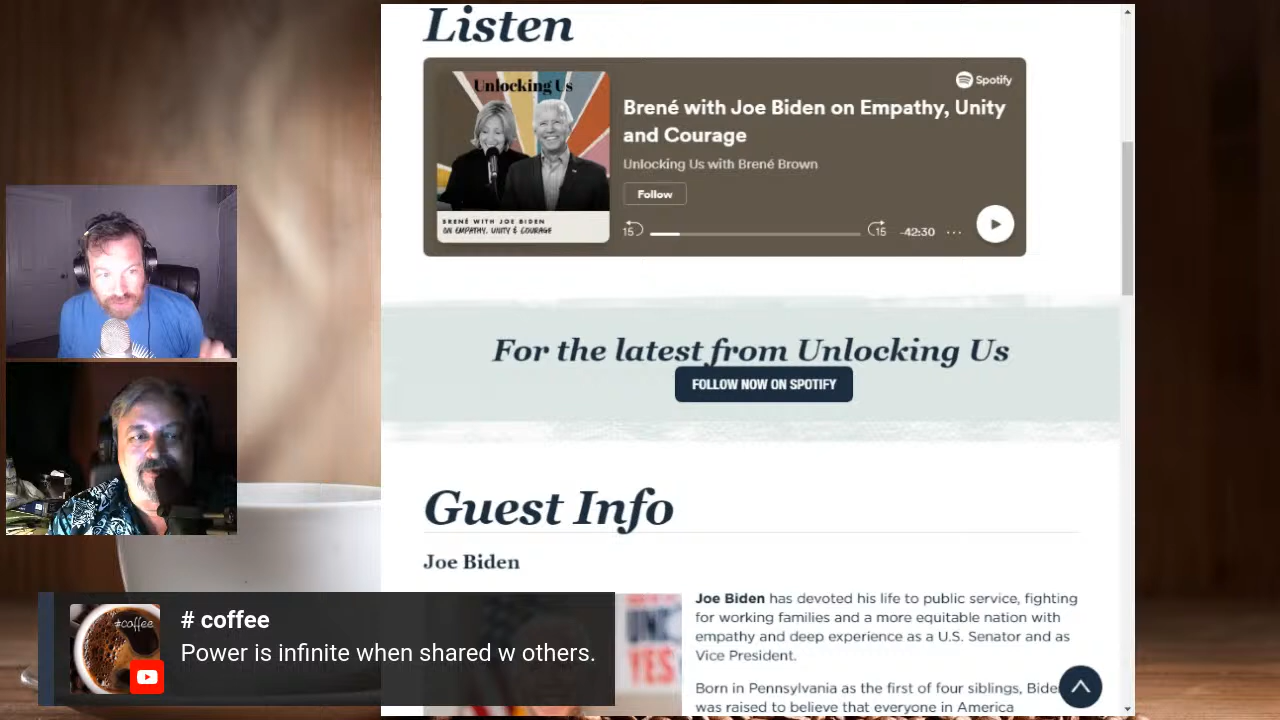 Listen
Unlocking Us
BRENÉ WITH JOE BIDEN
ON EMPATHY, UNITY & COURAGE
Spotify
Brené with Joe Biden on Empathy, Unity
and Courage
Unlocking Us with Brené Brown
Follow
15
15
-42:30
For the latest from Unlocking Us
FOLLOW NOW ON SPOTIFY
Guest Info
Joe Biden
Joe Biden has devoted his life to public service, fighting
for working families and a more equitable nation with
empathy and deep experience as a U.S. Senator and as
Vice President.
Born in Pennsylvania as the first of four siblings,
was raised to believe that everyone in America
YES
#coffee
# coffee
Power is infinite when shared w others.